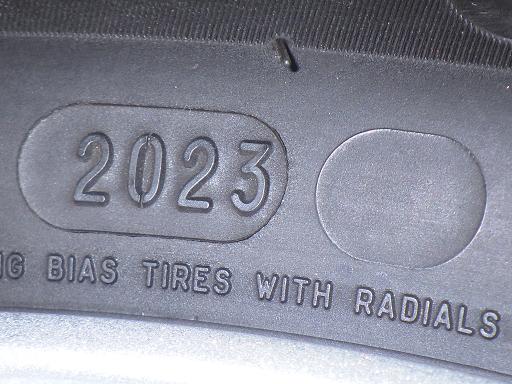 2023
BIAS TIRES WITH RADIALS